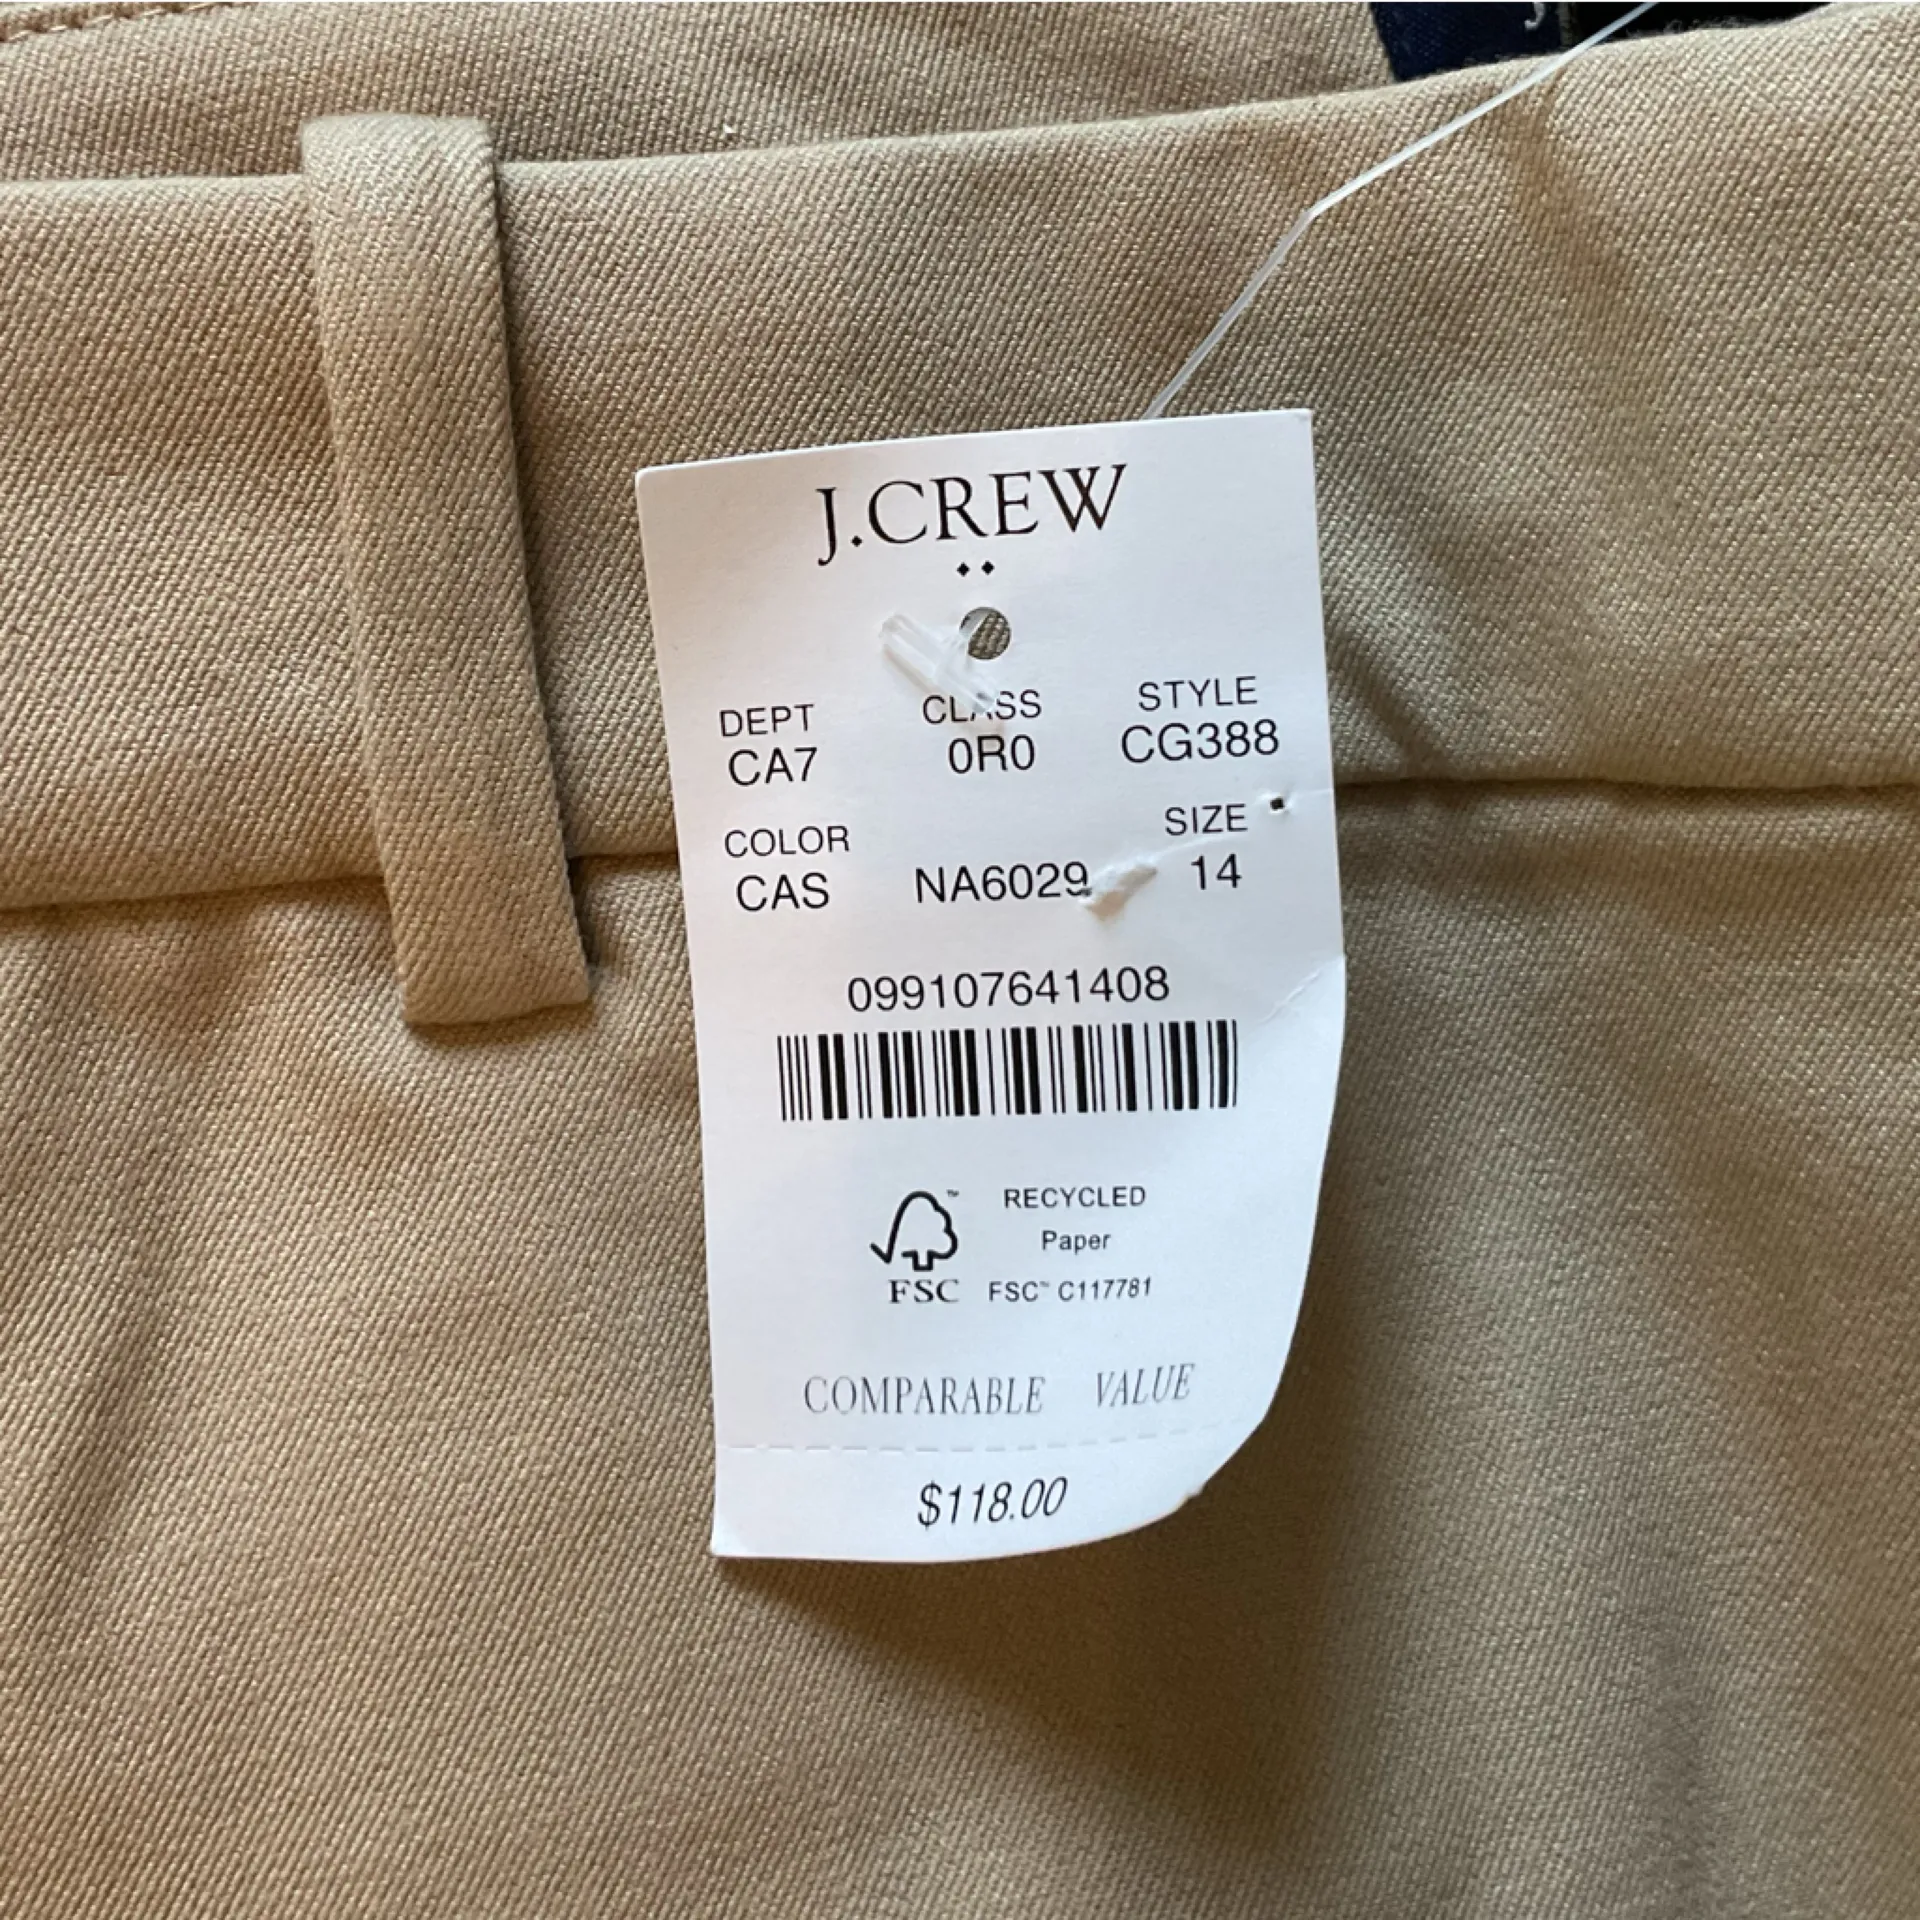 J.CREW
DEPT CLASS STYLE
CA7 0R0 CG388
COLOR SIZE
CAS NA6029 14
099107641408
RECYCLED
Paper
FSC™ C117781
FSC
COMPARABLE VALUE
$118.00